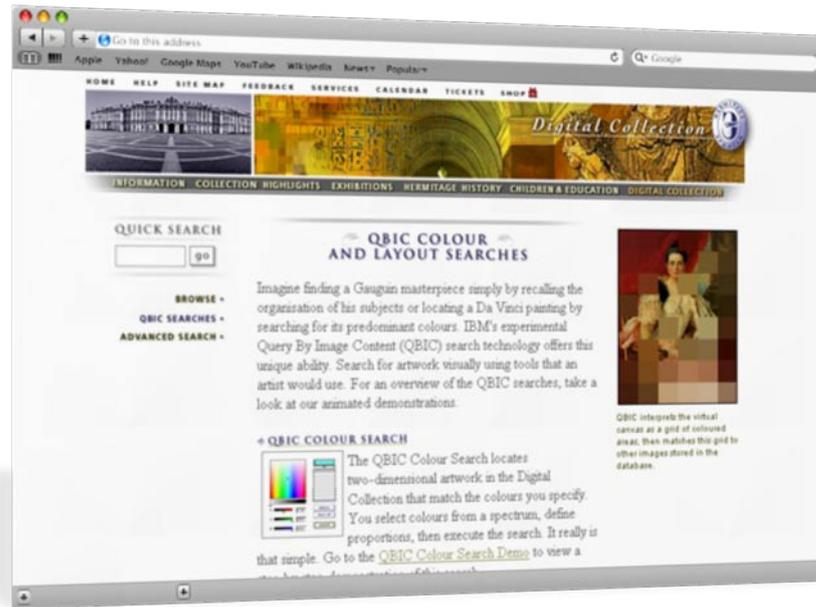 Go to this address
Google
Apple Yahoo! Google Maps YouTube Wikipedia News Popular
HOME HELP SITE MAP FEEDBACK SERVICES CALENDAR TICKETS SHOP
Digital Collection
INFORMATION COLLECTION HIGHLIGHTS EXHIBITIONS HERMITAGE HISTORY CHILDREN & EDUCATION DIGITAL COLLECTION
QUICK SEARCH
go
BROWSE
QBIC SEARCHES
ADVANCED SEARCH
QBIC COLOUR
AND LAYOUT SEARCHES
Imagine finding a Gauguin masterpiece simply by recalling the
organisation of his subjects or locating a Da Vinci painting by
searching for its predominant colours. IBM's experimental
Query By Image Content (QBIC) search technology offers this
unique ability. Search for artwork visually using tools that an
artist would use. For an overview of the QBIC searches, take a
look at our animated demonstrations.
QBIC COLOUR SEARCH
The QBIC Colour Search locates
two-dimensional artwork in the Digital
Collection that match the colours you specify.
You select colours from a spectrum, define
proportions, then execute the search. It really is
that simple. Go to the QBIC Colour Search Demo to view a
QBIC interprets the virtual
canvas as a grid of coloured
areas, then matches this grid to
other images stored in the
database.